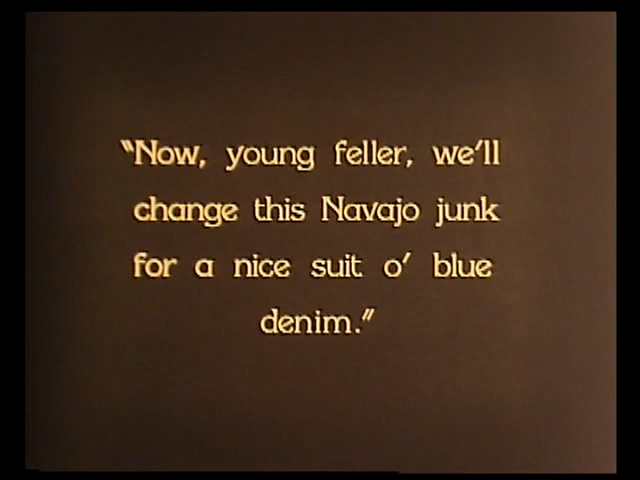 "Now, young feller, we'll
change this Navajo junk
for a nice suit o' blue
denim."